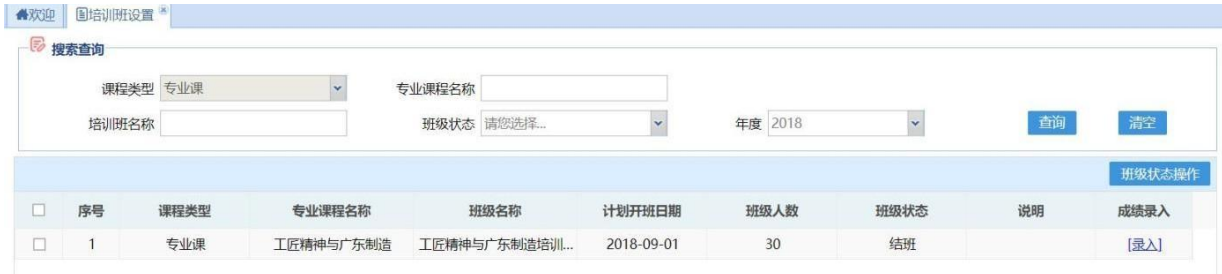 欢迎 培训班设置
搜索查询
课程类型 专业课 专业课程名称
培训班名称 班级状态 请您选择... 年度 2018 查询 清空
班级状态操作
序号 课程类型 专业课程名称 班级名称 计划开班日期 班级人数 班级状态 说明 成绩录入
1 专业课 工匠精神与广东制造 工匠精神与广东制造培训... 2018-09-01 30 结班 [录入]